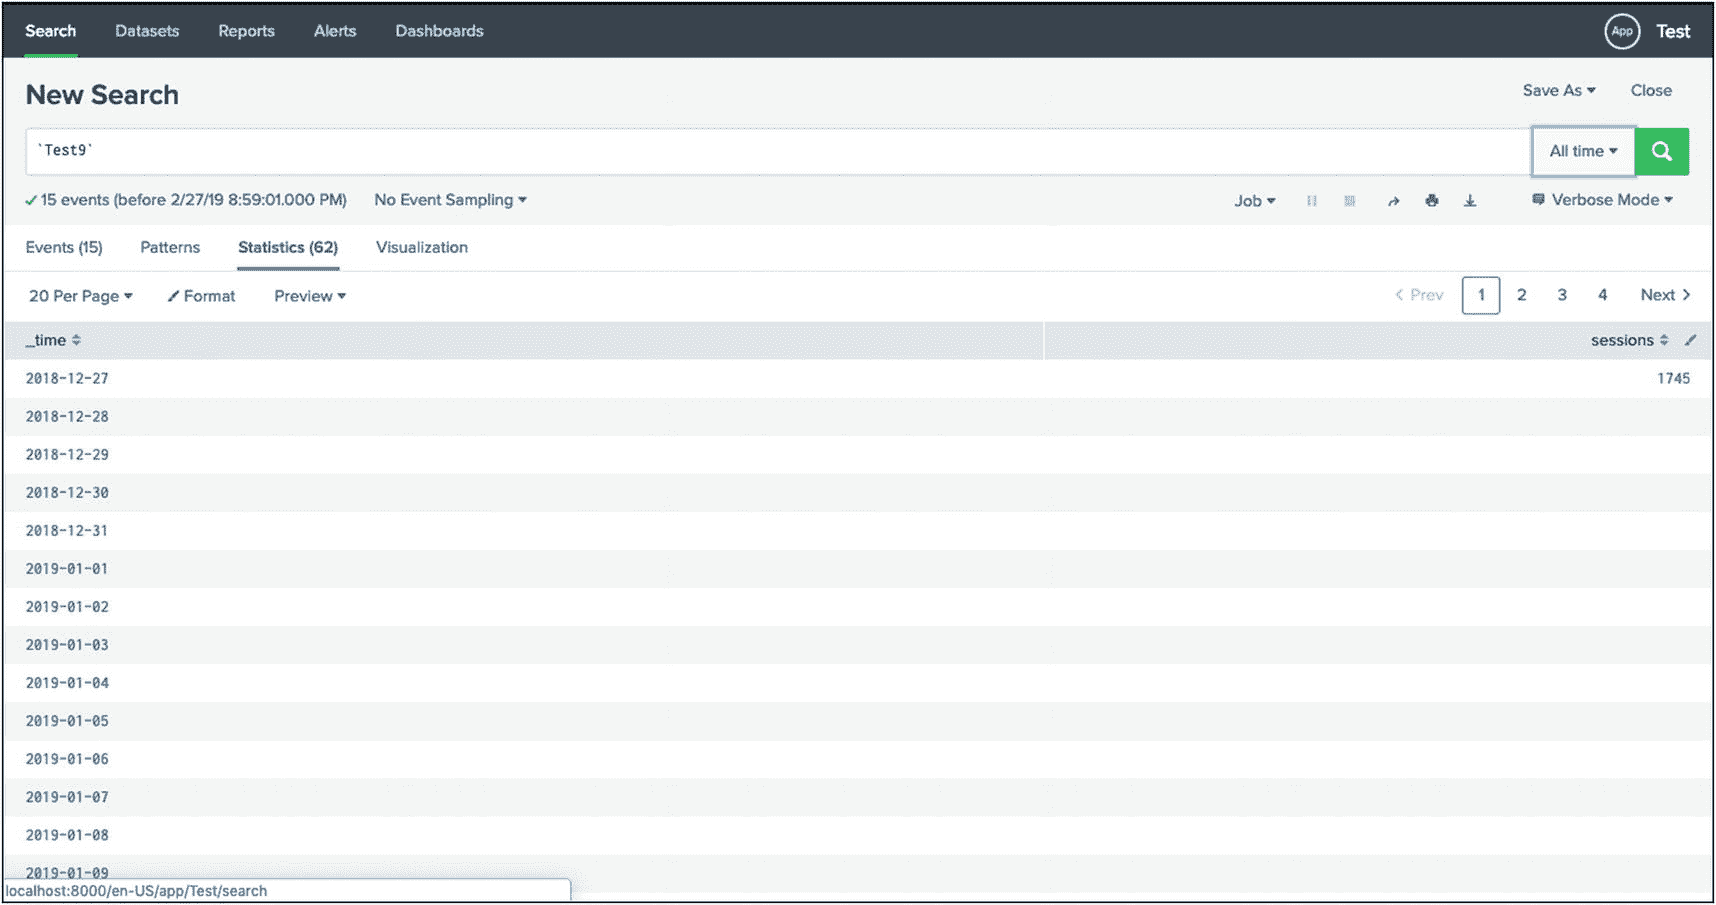 Search Datasets Reports Alerts Dashboards App Test
New Search Save As Close
`Test9` All time
15 events (before 2/27/19 8:59:01.000 PM) No Event Sampling Job Verbose Mode
Events (15) Patterns Statistics (62) Visualization
20 Per Page Format Preview < Prev 1 2 3 4 Next >
_time sessions
2018-12-27 1745
2018-12-28
2018-12-29
2018-12-30
2018-12-31
2019-01-01
2019-01-02
2019-01-03
2019-01-04
2019-01-05
2019-01-06
2019-01-07
2019-01-08
2019-01-09
localhost:8000/en-US/app/Test/search